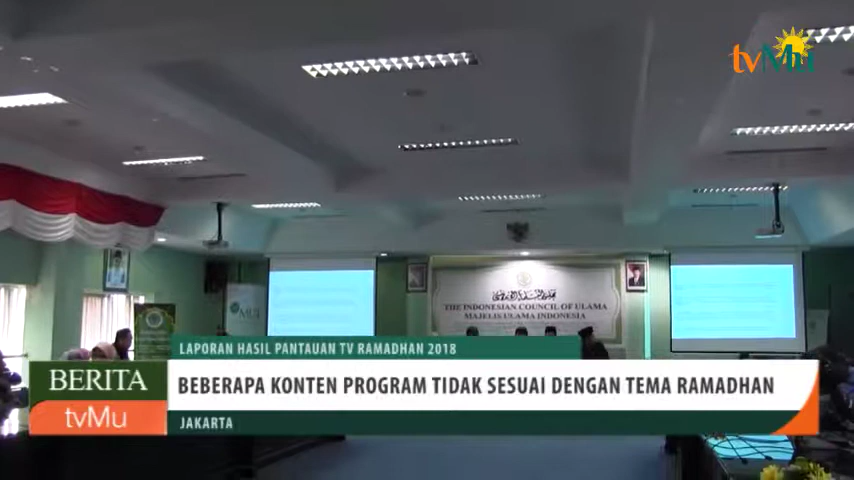 tvMu
MUI
THE INDONESIAN COUNCIL OF ULAMA
MAJELIS ULAMA INDONESIA
LAPORAN HASIL PANTAUAN TV RAMADHAN 2018
BERITA
tvMu
BEBERAPA KONTEN PROGRAM TIDAK SESUAI DENGAN TEMA RAMADHAN
JAKARTA